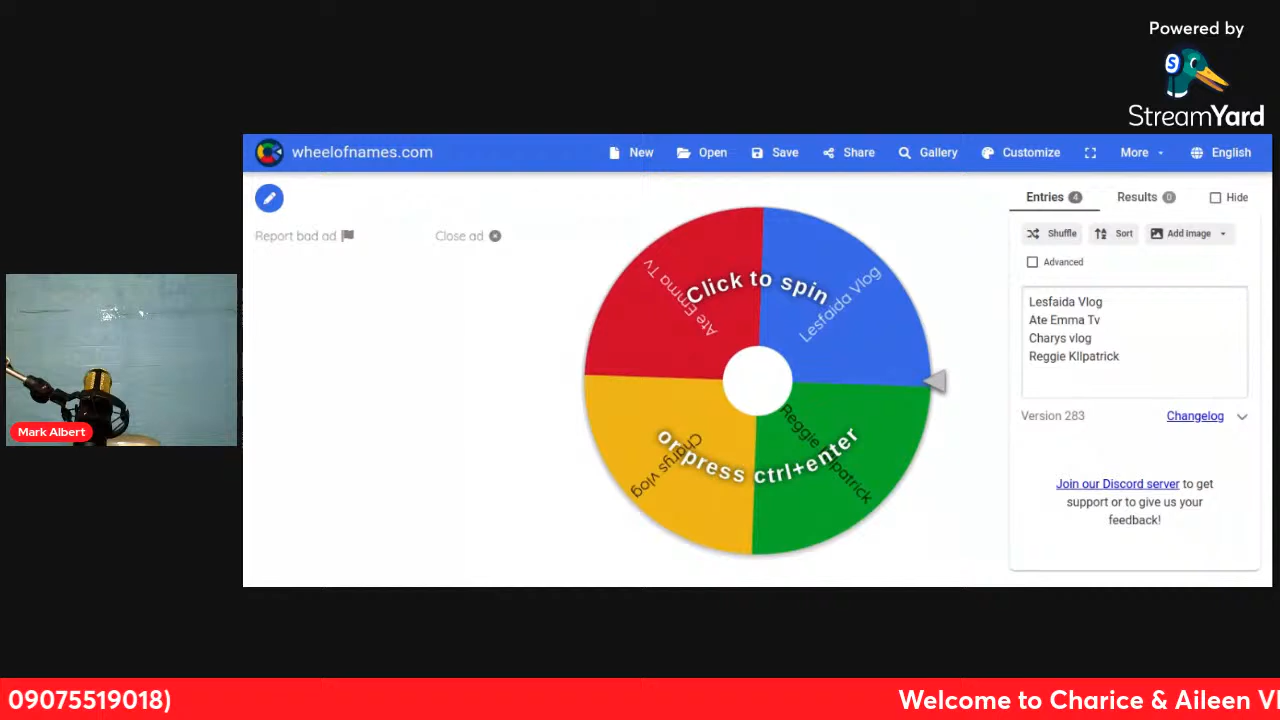 Powered by
StreamYard
wheelofnames.com
New
Open
Save
Share
Gallery
Customize
More
English
Report bad ad
Close ad
Entries 4
Results 0
Hide
Shuffle
Sort
Add image
Advanced
Lesfaida Vlog
Ate Emma Tv
Charys vlog
Reggie KIlpatrick
Version 283
Changelog
Join our Discord server to get
support or to give us your
feedback!
Click to spin
or press ctrl+enter
Ate Emma Tv
Lesfaida Vlog
Charys vlog
Reggie KIlpatrick
Mark Albert
09075519018)
Welcome to Charice & Aileen